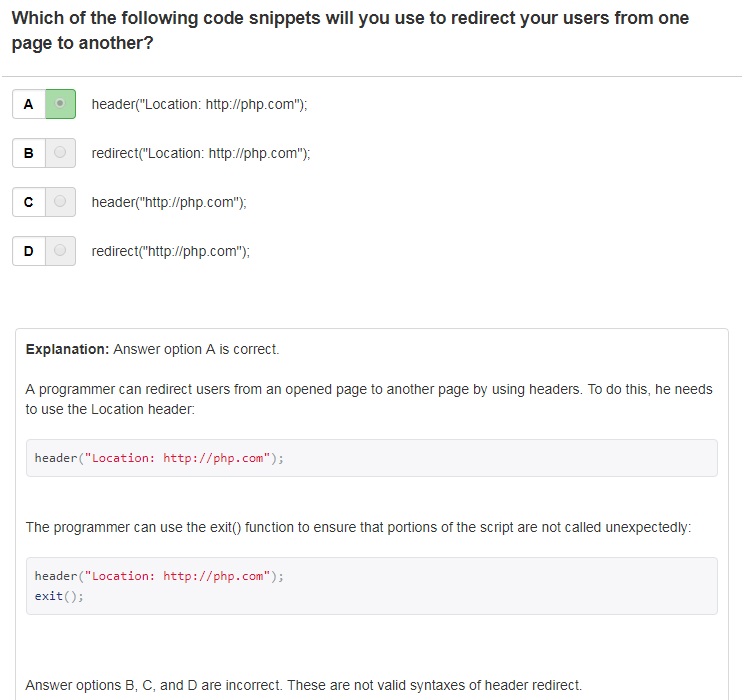 Which of the following code snippets will you use to redirect your users from one
page to another?
A header("Location: http://php.com");
B redirect("Location: http://php.com");
C header("http://php.com");
D redirect("http://php.com");
Explanation: Answer option A is correct.
A programmer can redirect users from an opened page to another page by using headers. To do this, he needs
to use the Location header:
header("Location: http://php.com");
The programmer can use the exit() function to ensure that portions of the script are not called unexpectedly:
header("Location: http://php.com");
exit();
Answer options B, C, and D are incorrect. These are not valid syntaxes of header redirect.